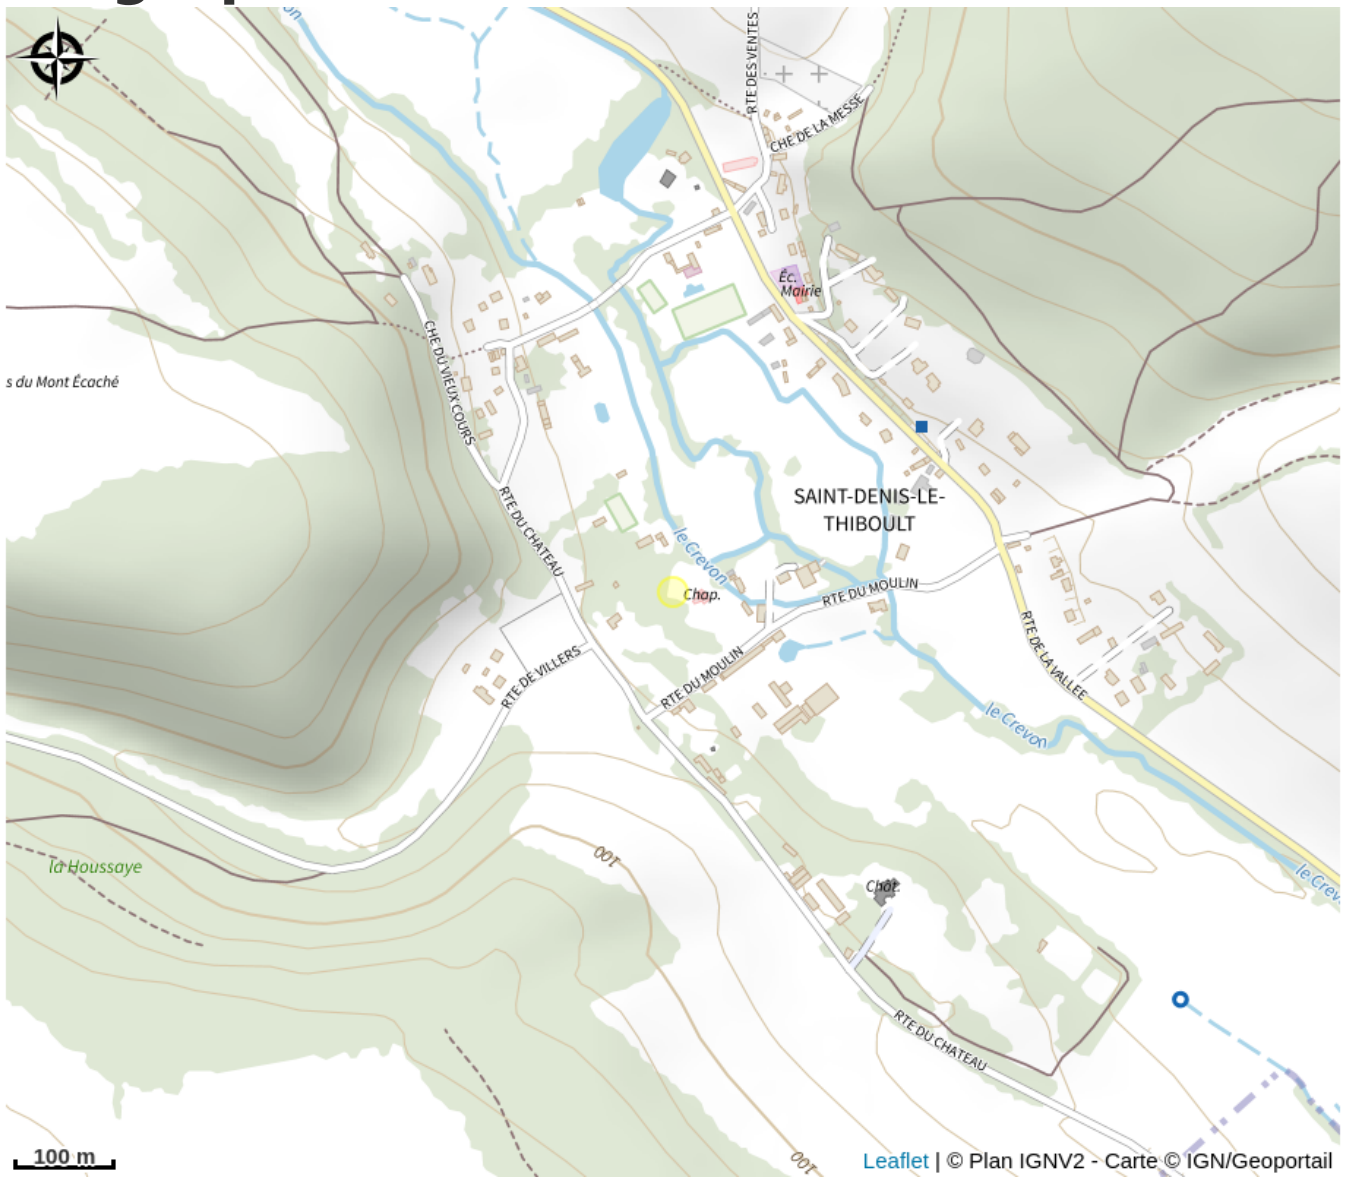 RTE DES VENTES
CHE DE LA MESSE
Éc.
Mairie
CHE DU VIEUX COURS
s du Mont Écaché
RTE DU CHATEAU
SAINT-DENIS-LE-
THIBOULT
le Crevon
Chap.
RTE DU MOULIN
RTE DE VILLERS
RTE DU MOULIN
RTE DE LA VALLEE
le Crevon
100
la Houssaye
Chât.
le Crev
RTE DU CHATEAU
100
100 m
Leaflet | © Plan IGNV2 - Carte © IGN/Geoportail